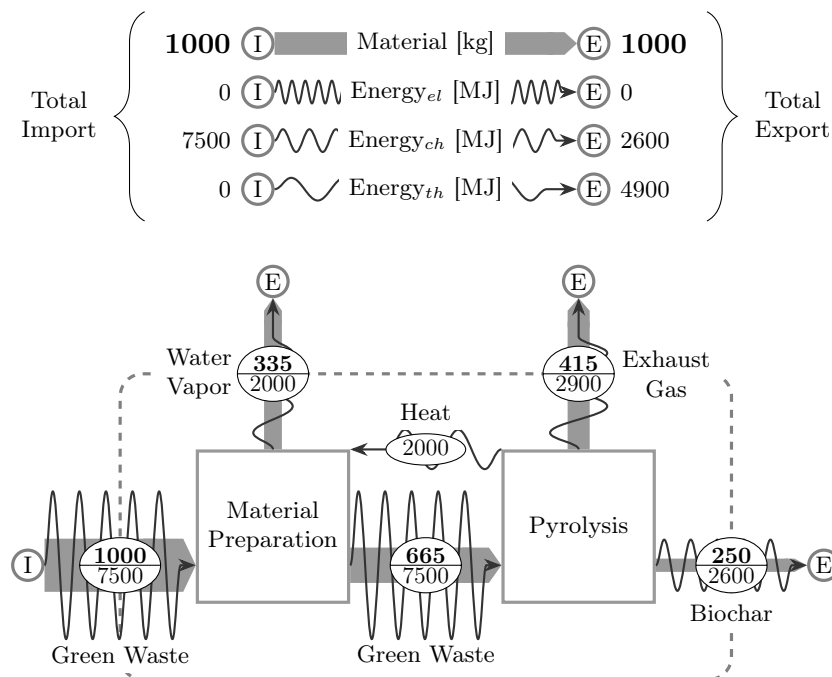 Total
Import
1000 I Material [kg] E 1000
0 I Energy_el [MJ] E 0
7500 I Energy_ch [MJ] E 2600
0 I Energy_th [MJ] E 4900
Total
Export
E
E
Water
Vapor
335
2000
415
2900
Exhaust
Gas
Heat
2000
Material
Preparation
Pyrolysis
I
1000
7500
Green Waste
665
7500
Green Waste
250
2600
Biochar
E